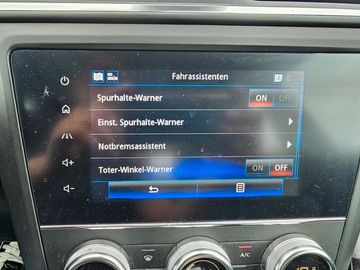 Fahrassistenten
Spurhalte-Warner ON OFF
Einst. Spurhalte-Warner
Notbremsassistent
Toter-Winkel-Warner ON OFF
A/C